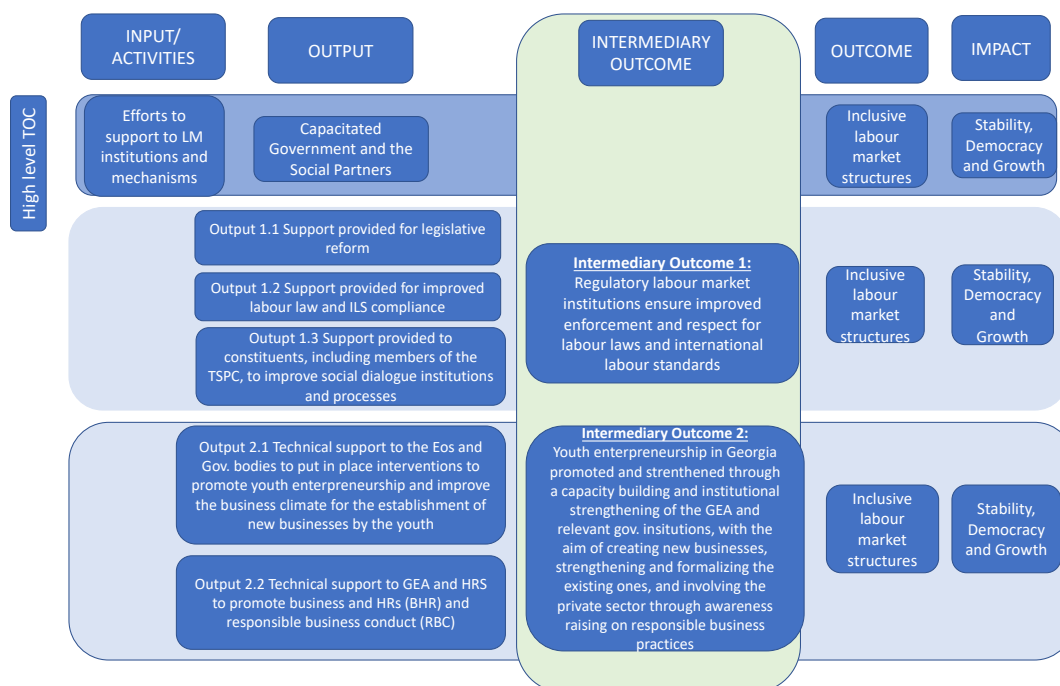 INPUT/
ACTIVITIES
OUTPUT
INTERMEDIARY
OUTCOME
OUTCOME
IMPACT
High level TOC
Efforts to
support to LM
institutions and
mechanisms
Capacitated
Government and the
Social Partners
Inclusive
labour
market
structures
Stability,
Democracy
and Growth
Output 1.1 Support provided for legislative
reform
Output 1.2 Support provided for improved
labour law and ILS compliance
Outupt 1.3 Support provided to
constituents, including members of the
TSPC, to improve social dialogue institutions
and processes
Intermediary Outcome 1:
Regulatory labour market
institutions ensure improved
enforcement and respect for
labour laws and international
labour standards
Inclusive
labour
market
structures
Stability,
Democracy
and
Growth
Output 2.1 Technical support to the Eos and
Gov. bodies to put in place interventions to
promote youth enterpreneurship and improve
the business climate for the establishment of
new businesses by the youth
Output 2.2 Technical support to GEA and HRS
to promote business and HRs (BHR) and
responsible business conduct (RBC)
Intermediary Outcome 2:
Youth enterpreneurship in Georgia
promoted and strenthened through
a capacity building and institutional
strengthening of the GEA and
relevant gov. insitutions, with the
aim of creating new businesses,
strengthening and formalizing the
existing ones, and involving the
private sector through awareness
raising on responsible business
practices
Inclusive
labour
market
structures
Stability,
Democracy
and Growth